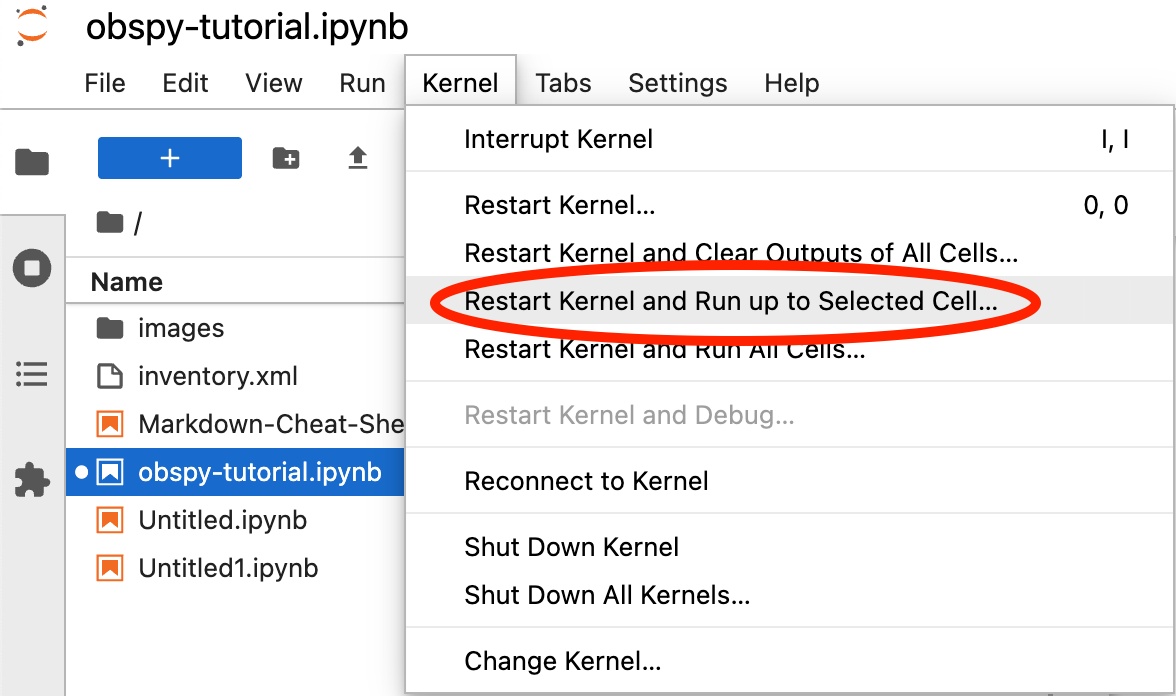 obspy-tutorial.ipynb
File Edit View Run Kernel Tabs Settings Help
+
/
Name
images
inventory.xml
Markdown-Cheat-She
obspy-tutorial.ipynb
Untitled.ipynb
Untitled1.ipynb
Interrupt Kernel I, I
Restart Kernel... 0, 0
Restart Kernel and Clear Outputs of All Cells...
Restart Kernel and Run up to Selected Cell...
Restart Kernel and Run All Cells...
Restart Kernel and Debug...
Reconnect to Kernel
Shut Down Kernel
Shut Down All Kernels...
Change Kernel...